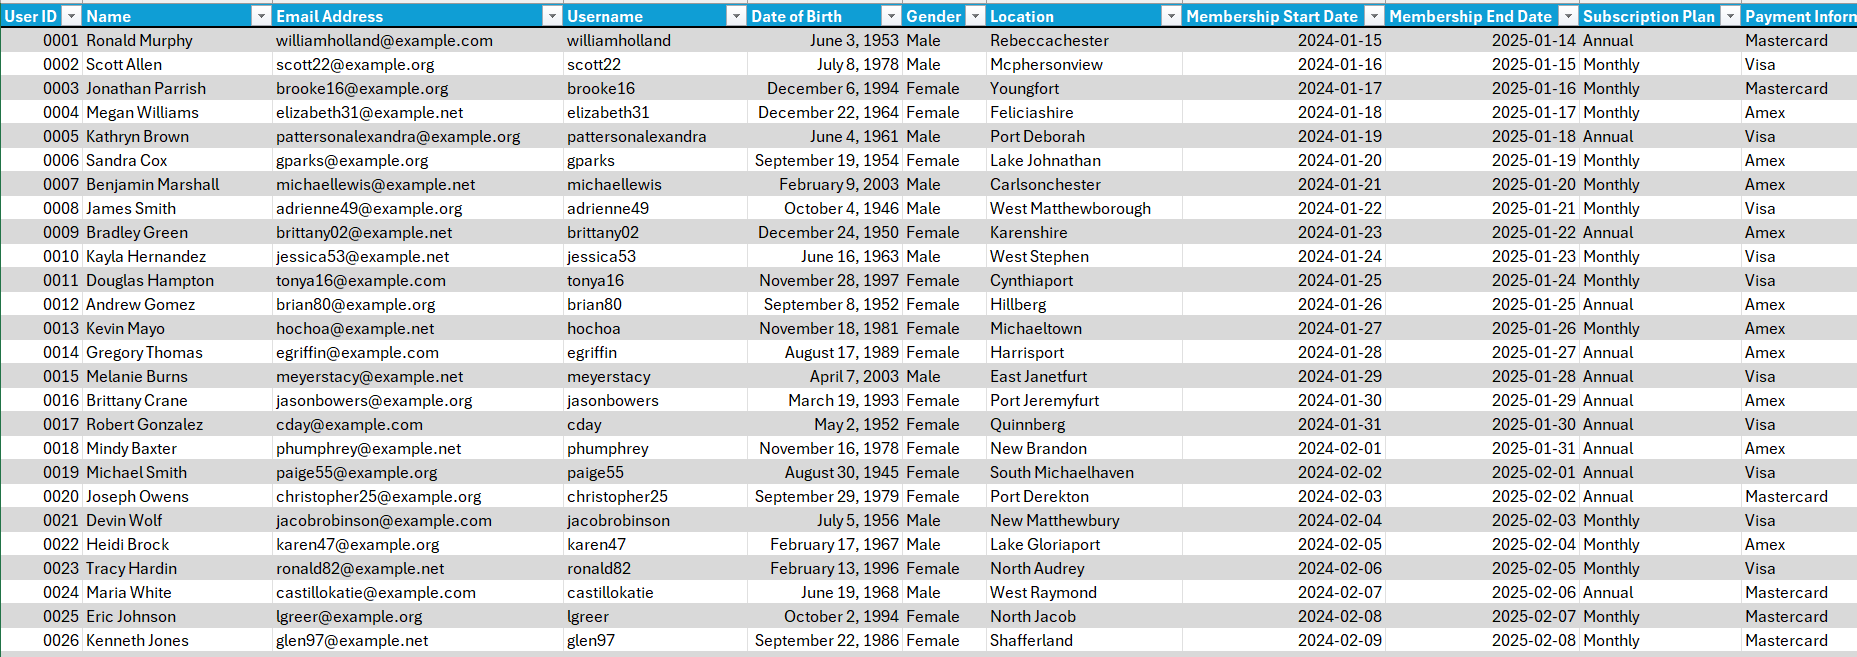 User ID Name Email Address Username Date of Birth Gender Location Membership Start Date Membership End Date Subscription Plan Payment Inforn
0001 Ronald Murphy williamholland@example.com williamholland June 3, 1953 Male Rebeccachester 2024-01-15 2025-01-14 Annual Mastercard
0002 Scott Allen scott22@example.org scott22 July 8, 1978 Male Mcphersonview 2024-01-16 2025-01-15 Monthly Visa
0003 Jonathan Parrish brooke16@example.org brooke16 December 6, 1994 Female Youngfort 2024-01-17 2025-01-16 Monthly Mastercard
0004 Megan Williams elizabeth31@example.net elizabeth31 December 22, 1964 Female Feliciashire 2024-01-18 2025-01-17 Monthly Amex
0005 Kathryn Brown pattersonalexandra@example.org pattersonalexandra June 4, 1961 Male Port Deborah 2024-01-19 2025-01-18 Annual Visa
0006 Sandra Cox gparks@example.org gparks September 19, 1954 Female Lake Johnathan 2024-01-20 2025-01-19 Monthly Amex
0007 Benjamin Marshall michaellewis@example.net michaellewis February 9, 2003 Male Carlsonchester 2024-01-21 2025-01-20 Monthly Amex
0008 James Smith adrienne49@example.org adrienne49 October 4, 1946 Male West Matthewborough 2024-01-22 2025-01-21 Monthly Visa
0009 Bradley Green brittany02@example.net brittany02 December 24, 1950 Female Karenshire 2024-01-23 2025-01-22 Annual Amex
0010 Kayla Hernandez jessica53@example.net jessica53 June 16, 1963 Male West Stephen 2024-01-24 2025-01-23 Monthly Visa
0011 Douglas Hampton tonya16@example.com tonya16 November 28, 1997 Female Cynthiaport 2024-01-25 2025-01-24 Monthly Visa
0012 Andrew Gomez brian80@example.org brian80 September 8, 1952 Female Hillberg 2024-01-26 2025-01-25 Annual Amex
0013 Kevin Mayo hochoa@example.net hochoa November 18, 1981 Female Michaeltown 2024-01-27 2025-01-26 Monthly Amex
0014 Gregory Thomas egriffin@example.com egriffin August 17, 1989 Female Harrisport 2024-01-28 2025-01-27 Annual Amex
0015 Melanie Burns meyerstacy@example.net meyerstacy April 7, 2003 Male East Janetfurt 2024-01-29 2025-01-28 Annual Visa
0016 Brittany Crane jasonbowers@example.org jasonbowers March 19, 1993 Female Port Jeremyfurt 2024-01-30 2025-01-29 Annual Amex
0017 Robert Gonzalez cday@example.com cday May 2, 1952 Female Quinnberg 2024-01-31 2025-01-30 Annual Visa
0018 Mindy Baxter phumphrey@example.net phumphrey November 16, 1978 Female New Brandon 2024-02-01 2025-01-31 Annual Amex
0019 Michael Smith paige55@example.org paige55 August 30, 1945 Female South Michaelhaven 2024-02-02 2025-02-01 Annual Visa
0020 Joseph Owens christopher25@example.org christopher25 September 29, 1979 Female Port Derekton 2024-02-03 2025-02-02 Annual Mastercard
0021 Devin Wolf jacobrobinson@example.com jacobrobinson July 5, 1956 Male New Matthewbury 2024-02-04 2025-02-03 Monthly Visa
0022 Heidi Brock karen47@example.org karen47 February 17, 1967 Male Lake Gloriaport 2024-02-05 2025-02-04 Monthly Amex
0023 Tracy Hardin ronald82@example.net ronald82 February 13, 1996 Female North Audrey 2024-02-06 2025-02-05 Monthly Visa
0024 Maria White castillokatie@example.com castillokatie June 19, 1968 Male West Raymond 2024-02-07 2025-02-06 Annual Mastercard
0025 Eric Johnson lgreer@example.org lgreer October 2, 1994 Female North Jacob 2024-02-08 2025-02-07 Monthly Mastercard
0026 Kenneth Jones glen97@example.net glen97 September 22, 1986 Female Shafferland 2024-02-09 2025-02-08 Monthly Mastercard